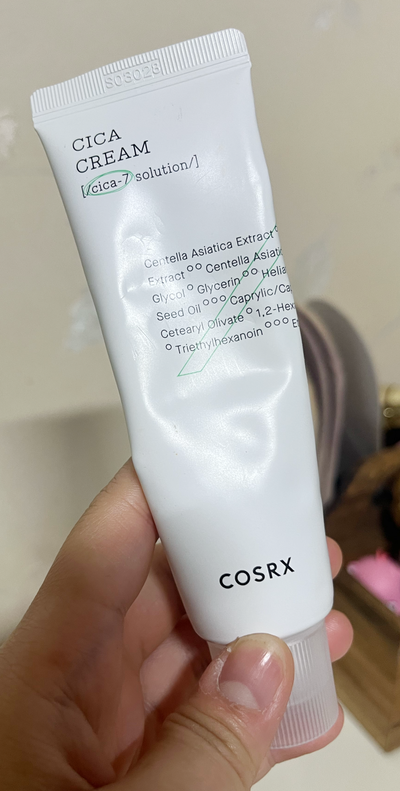 S03028
CICA
CREAM
[/cica-7 solution/]
Centella Asiatica Extract°
Extract °° Centella Asiati
Glycol ° Glycerin °° Helia
Seed Oil °°° Caprylic/Ca
Cetearyl Olivate ° 1,2-Hex
° Triethylhexanoin °°° E
COSRX